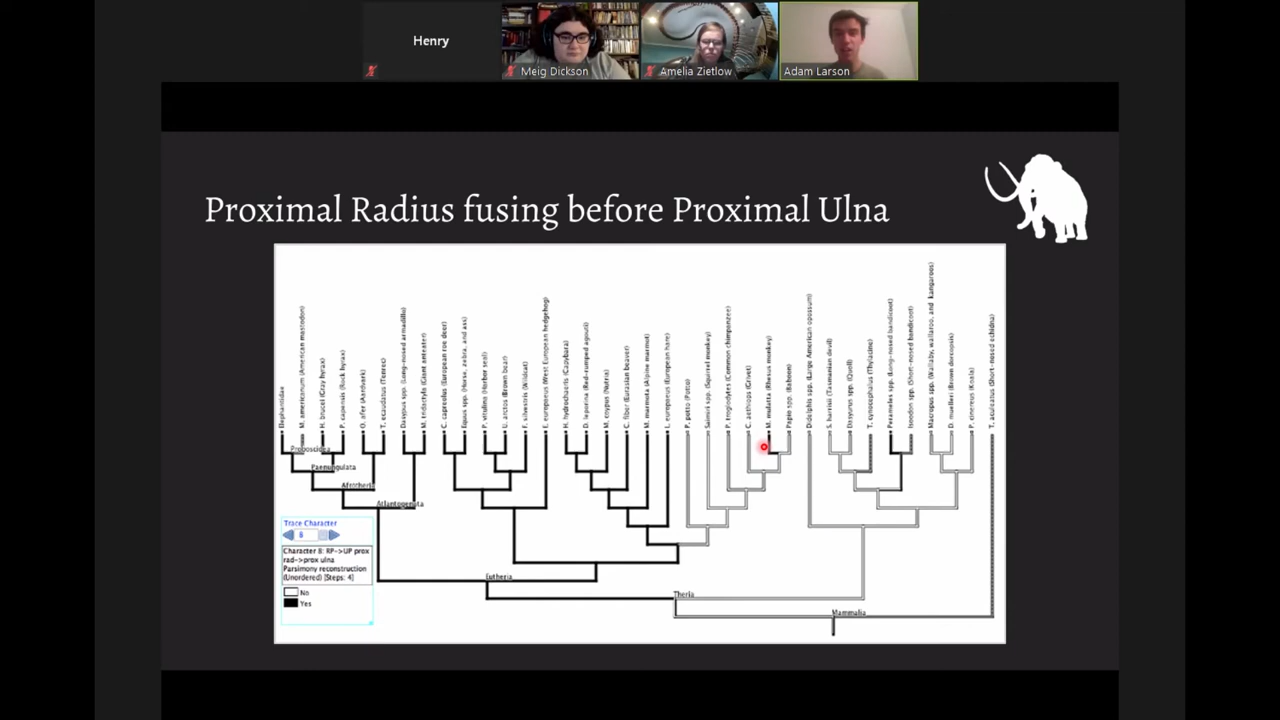 Henry
Meig Dickson
Amelia Zietlow
Adam Larson
Proximal Radius fusing before Proximal Ulna
Elephantidae
M. americanum (American mastodon)
H. brucei (Gray hyrax)
P. capensis (Rock hyrax)
O. afer (Aardvark)
T. ecaudatus (Tenrec)
Dasypus spp. (Long-nosed armadillo)
M. tridactyla (Giant anteater)
C. capreolus (European roe deer)
Equus spp. (Horse, zebra, and ass)
P. vitulina (Harbor seal)
U. arctos (Brown bear)
F. silvestris (Wildcat)
E. europaeus (West European hedgehog)
H. hydrochaeris (Capybara)
D. leporina (Red-rumped agouti)
M. coypus (Nutria)
C. fiber (Eurasian beaver)
M. marmota (Alpine marmot)
L. europaeus (European hare)
P. potto (Potto)
Saimiri spp. (Squirrel monkey)
P. troglodytes (Common chimpanzee)
C. aethiops (Grivet)
M. mulatta (Rhesus monkey)
Papio spp. (Baboon)
Didelphis spp. (Large American opossum)
S. harrisii (Tasmanian devil)
Dasyurus spp. (Quoll)
T. cynocephalus (Thylacine)
Perameles spp. (Long-nosed bandicoot)
Isoodon spp. (Short-nosed bandicoot)
Macropus spp. (Wallaby, wallaroo, and kangaroos)
D. muelleri (Brown dorcopsis)
P. cinereus (Koala)
T. aculeatus (Short-nosed echidna)
Proboscidea
Paenungulata
Afrotheria
Atlantogenata
Trace Character
8
Character 8: RP->UP prox
rad->prox ulna
Parsimony reconstruction
(Unordered) [Steps: 4]
No
Yes
Eutheria
Theria
Mammalia